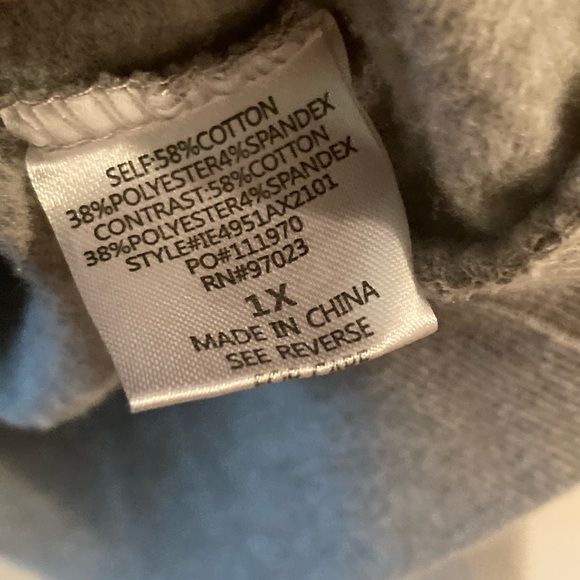 SELF:58%COTTON
38%POLYESTER4%SPANDEX
CONTRAST:58%COTTON
38%POLYESTER4%SPANDEX
STYLE#IE4951AX2101
PO#111970
RN#97023
1X
MADE IN CHINA
SEE REVERSE